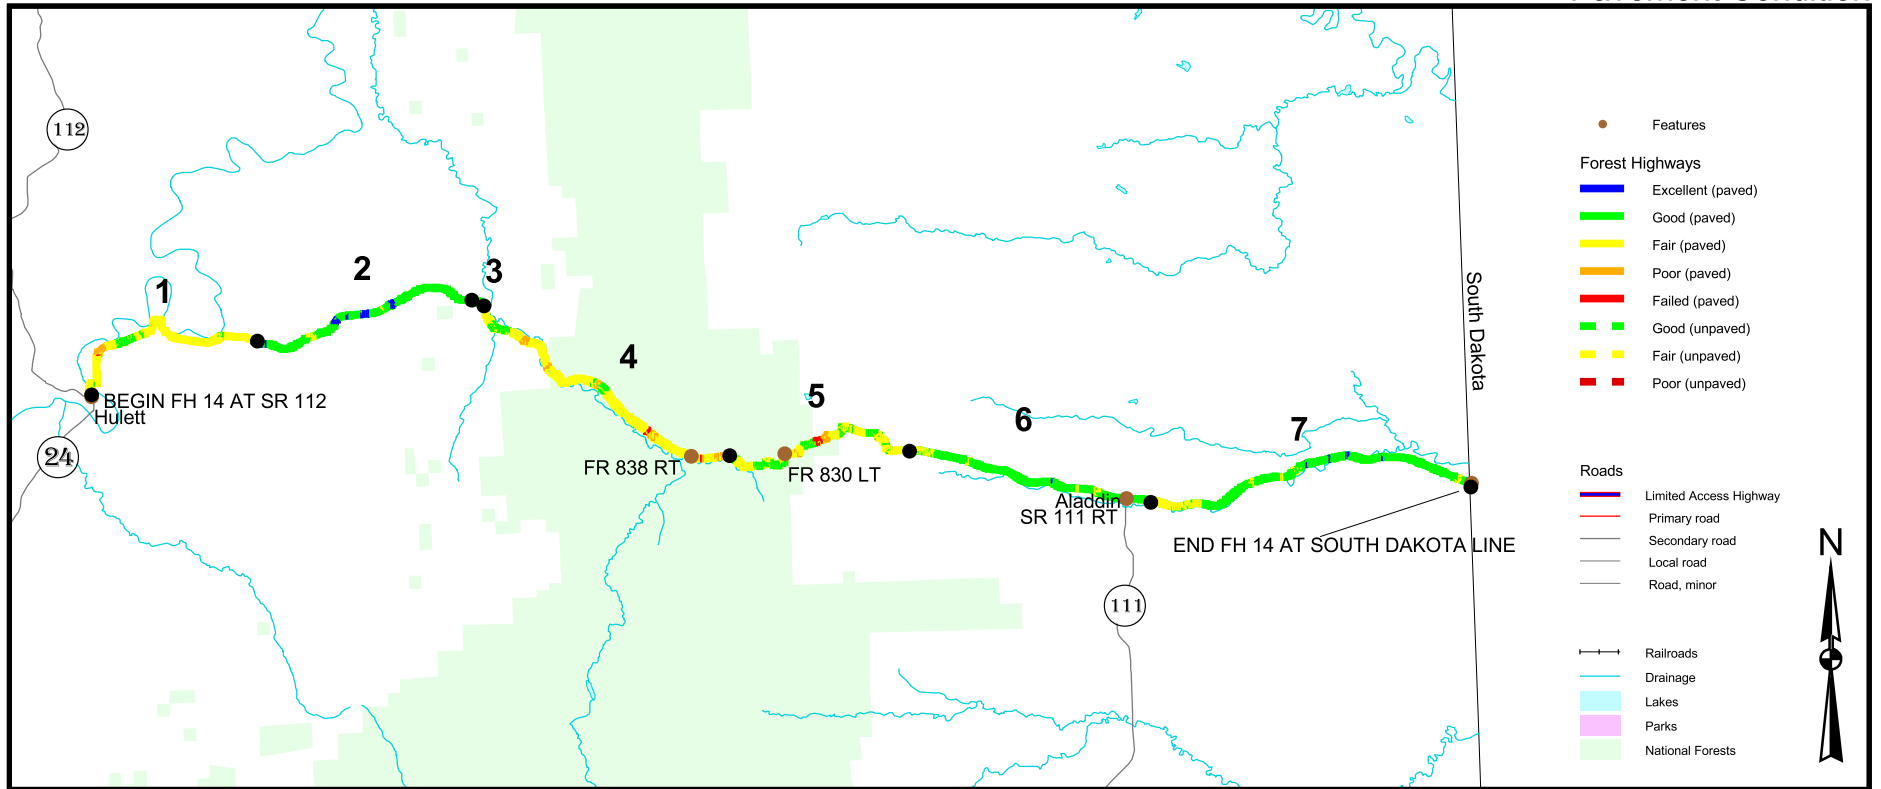 112
1
2
3
4
5
6
7
BEGIN FH 14 AT SR 112
Hulett
24
FR 838 RT
FR 830 LT
Aladdin
SR 111 RT
END FH 14 AT SOUTH DAKOTA LINE
111
South Dakota
Features
Forest Highways
Excellent (paved)
Good (paved)
Fair (paved)
Poor (paved)
Failed (paved)
Good (unpaved)
Fair (unpaved)
Poor (unpaved)
Roads
Limited Access Highway
Primary road
Secondary road
Local road
Road, minor
Railroads
Drainage
Lakes
Parks
National Forests
N